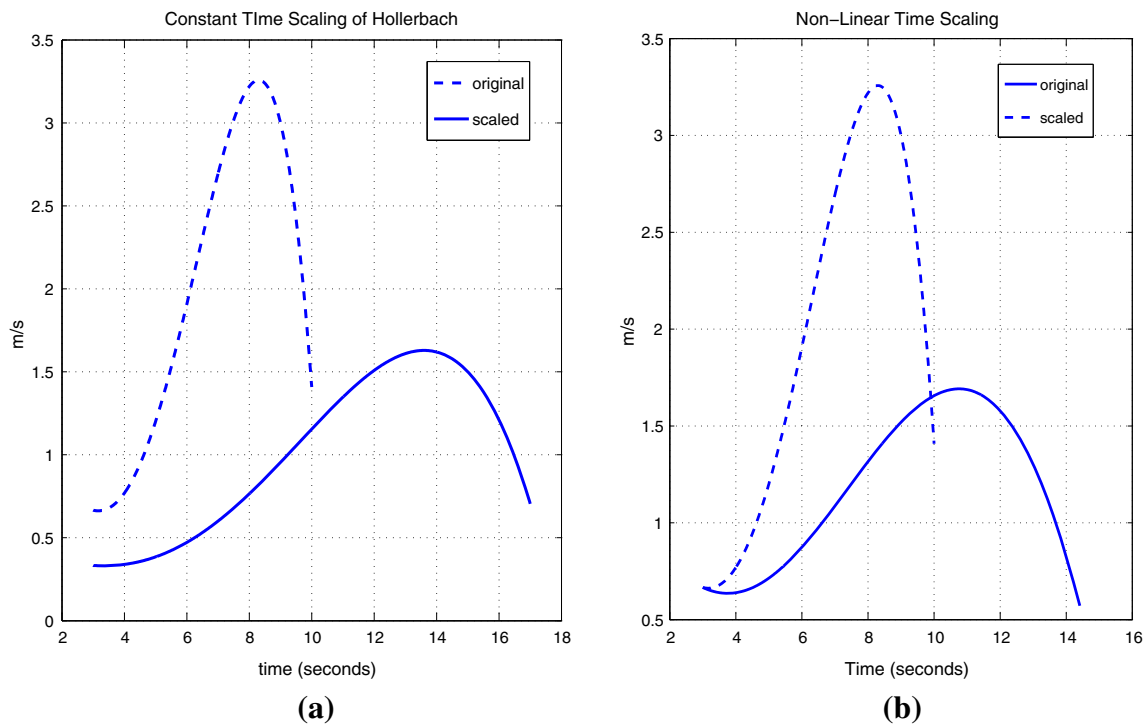 Constant TIme Scaling of Hollerbach
3.5
3
2.5
2
1.5
1
0.5
0
m/s
original
scaled
2 4 6 8 10 12 14 16 18
time (seconds)
(a)
Non−Linear Time Scaling
3.5
3
2.5
2
1.5
1
0.5
m/s
original
scaled
2 4 6 8 10 12 14 16
Time (seconds)
(b)